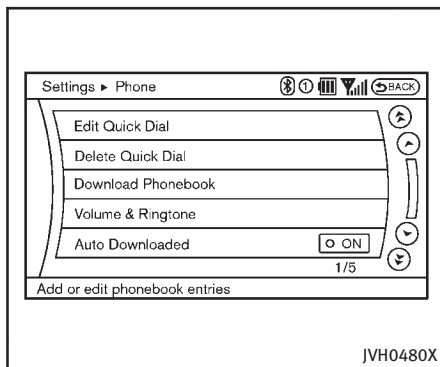 Settings ► Phone ① BACK
Edit Quick Dial
Delete Quick Dial
Download Phonebook
Volume & Ringtone
Auto Downloaded ON
1/5
Add or edit phonebook entries
JVH0480X